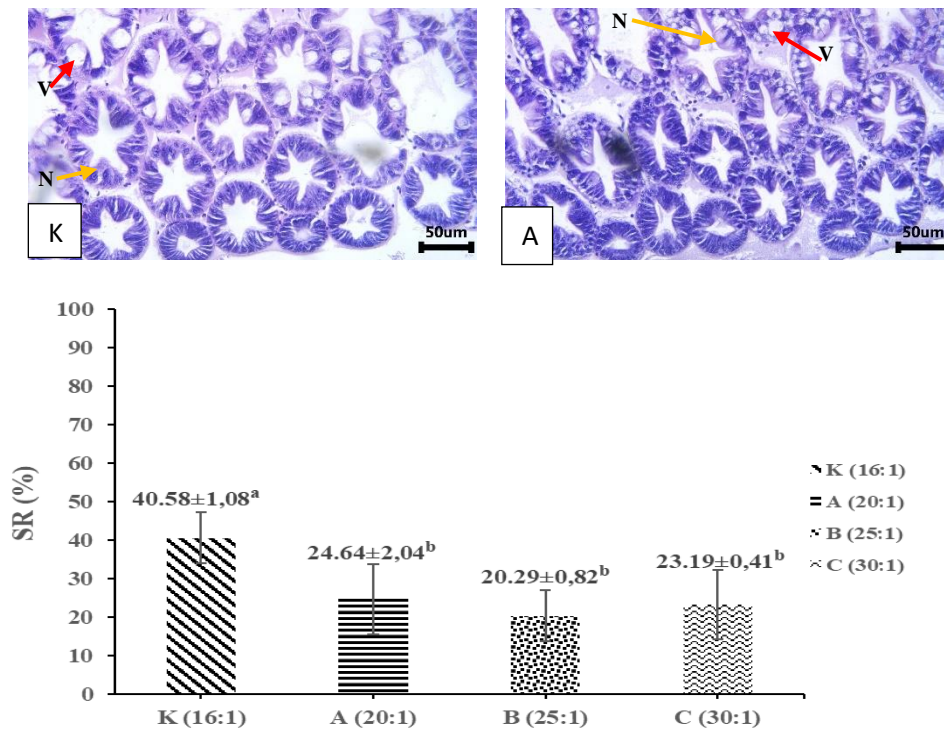 V
N
K
50um
N
V
A
50um
100
90
80
70
60
50
40
30
20
10
0
SR (%)
40.58±1,08ᵃ
24.64±2,04ᵇ
20.29±0,82ᵇ
23.19±0,41ᵇ
K (16:1)
A (20:1)
B (25:1)
C (30:1)
K (16:1) A (20:1) B (25:1) C (30:1)